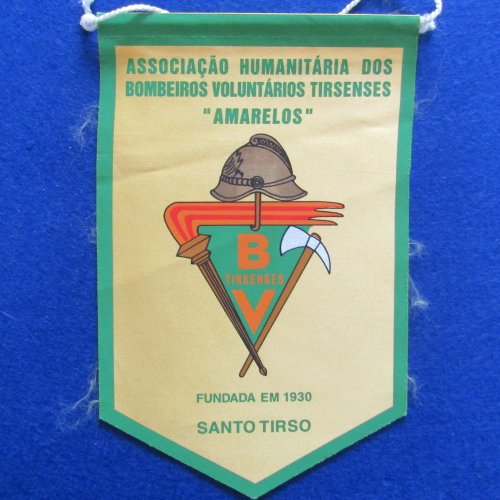 ASSOCIAÇÃO HUMANITÁRIA DOS
BOMBEIROS VOLUNTÁRIOS TIRSENSES
"AMARELOS"
B
TIRSENSES
V
FUNDADA EM 1930
SANTO TIRSO